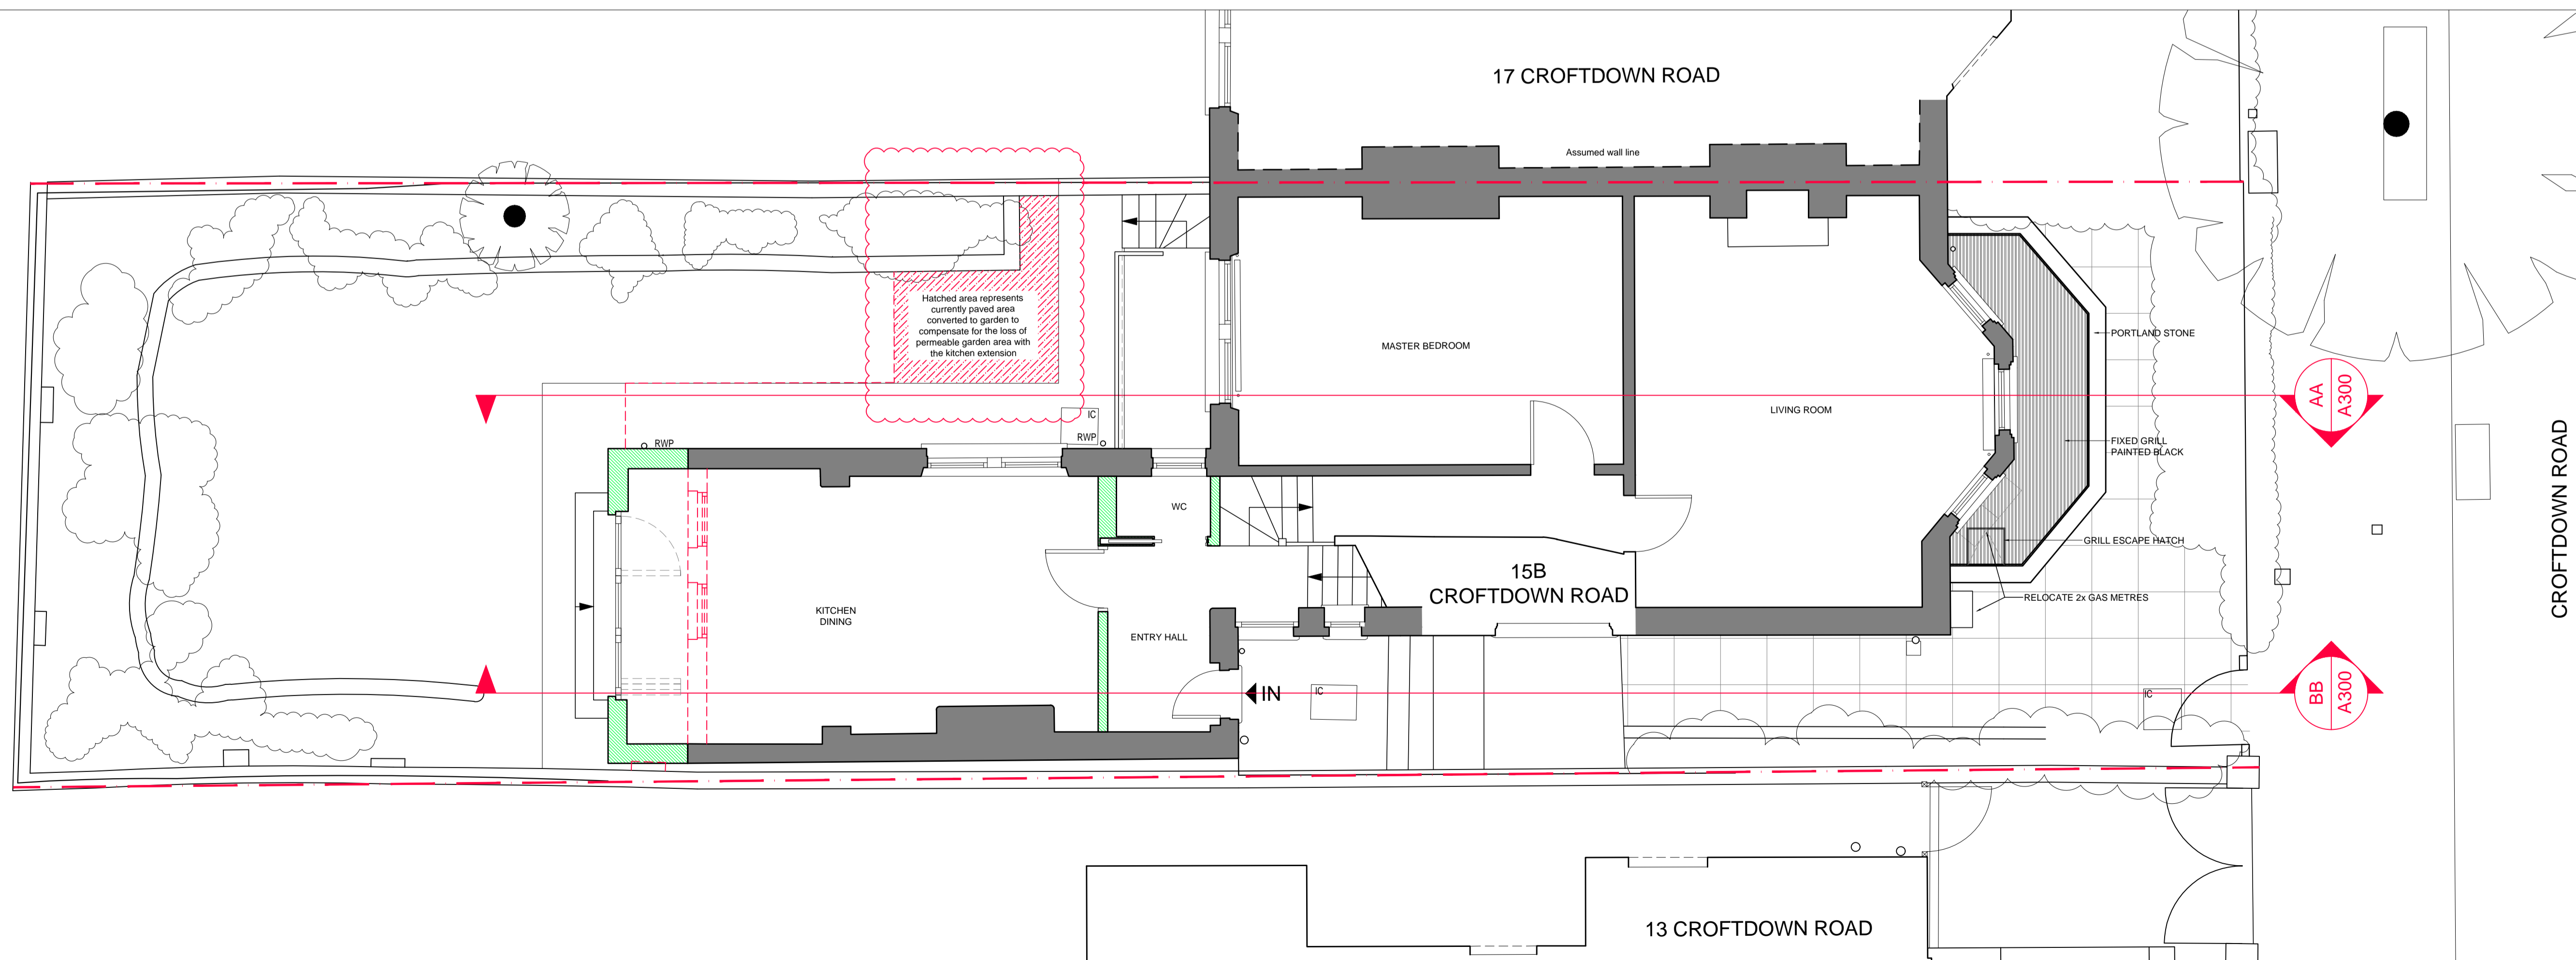 17 CROFTDOWN ROAD
Assumed wall line
Hatched area represents
currently paved area
converted to garden to
compensate for the loss of
permeable garden area with
the kitchen extension
MASTER BEDROOM
LIVING ROOM
PORTLAND STONE
AA
A300
IC
RWP
RWP
FIXED GRILL
PAINTED BLACK
CROFTDOWN ROAD
WC
GRILL ESCAPE HATCH
15B
CROFTDOWN ROAD
RELOCATE 2x GAS METRES
KITCHEN
DINING
ENTRY HALL
IN
IC
IC
BB
A300
13 CROFTDOWN ROAD